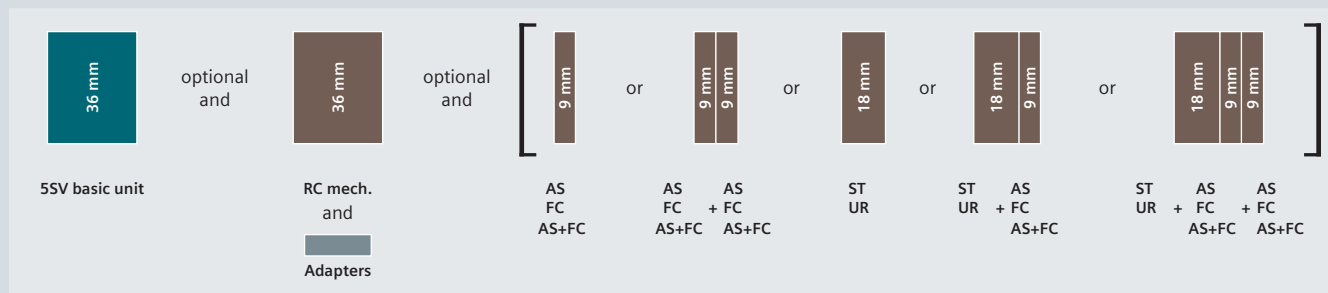 36 mm
optional
and
36 mm
optional
and
9 mm
or
9 mm
9 mm
or
18 mm
or
18 mm
9 mm
or
18 mm
9 mm
9 mm
5SV basic unit
RC mech.
and
Adapters
AS
FC
AS+FC
AS AS
FC + FC
AS+FC AS+FC
ST
UR
ST AS
UR + FC
AS+FC
ST AS AS
UR + FC + FC
AS+FC AS+FC